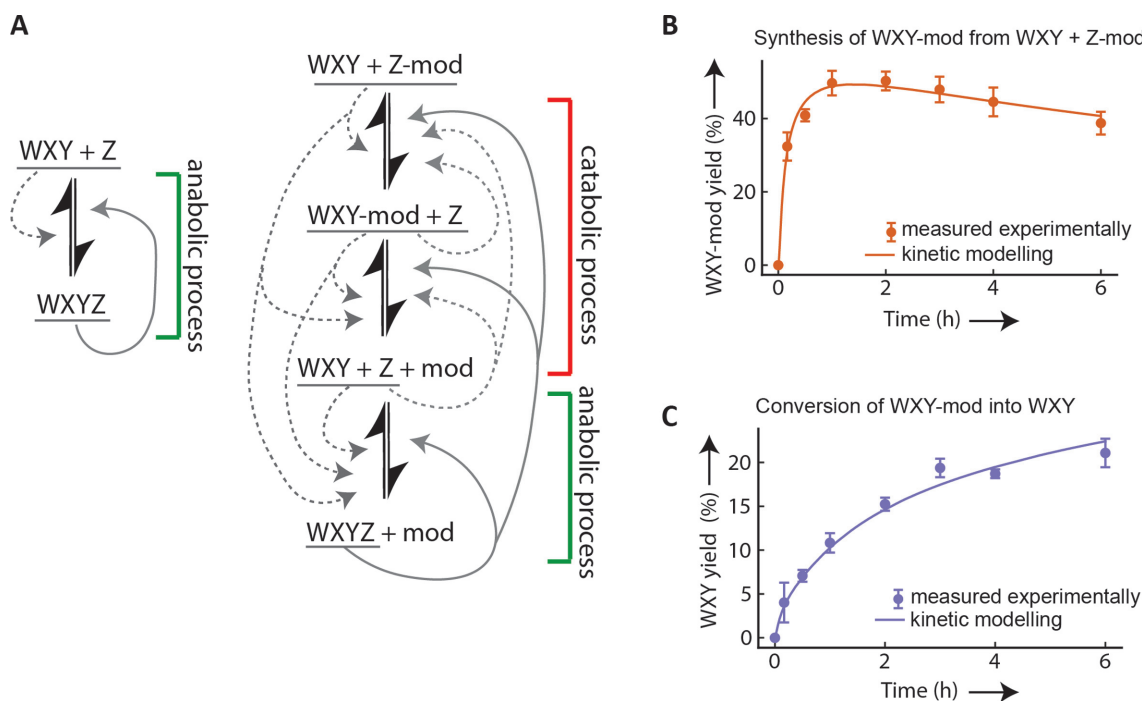 A
WXY + Z
WXYZ
anabolic process
WXY + Z-mod
WXY-mod + Z
WXY + Z + mod
WXYZ + mod
catabolic process
anabolic process
B
Synthesis of WXY-mod from WXY + Z-mod
WXY-mod yield (%)
40
20
0
measured experimentally
kinetic modelling
0 2 4 6
Time (h)
C
Conversion of WXY-mod into WXY
WXY yield (%)
20
15
10
5
0
measured experimentally
kinetic modelling
0 2 4 6
Time (h)